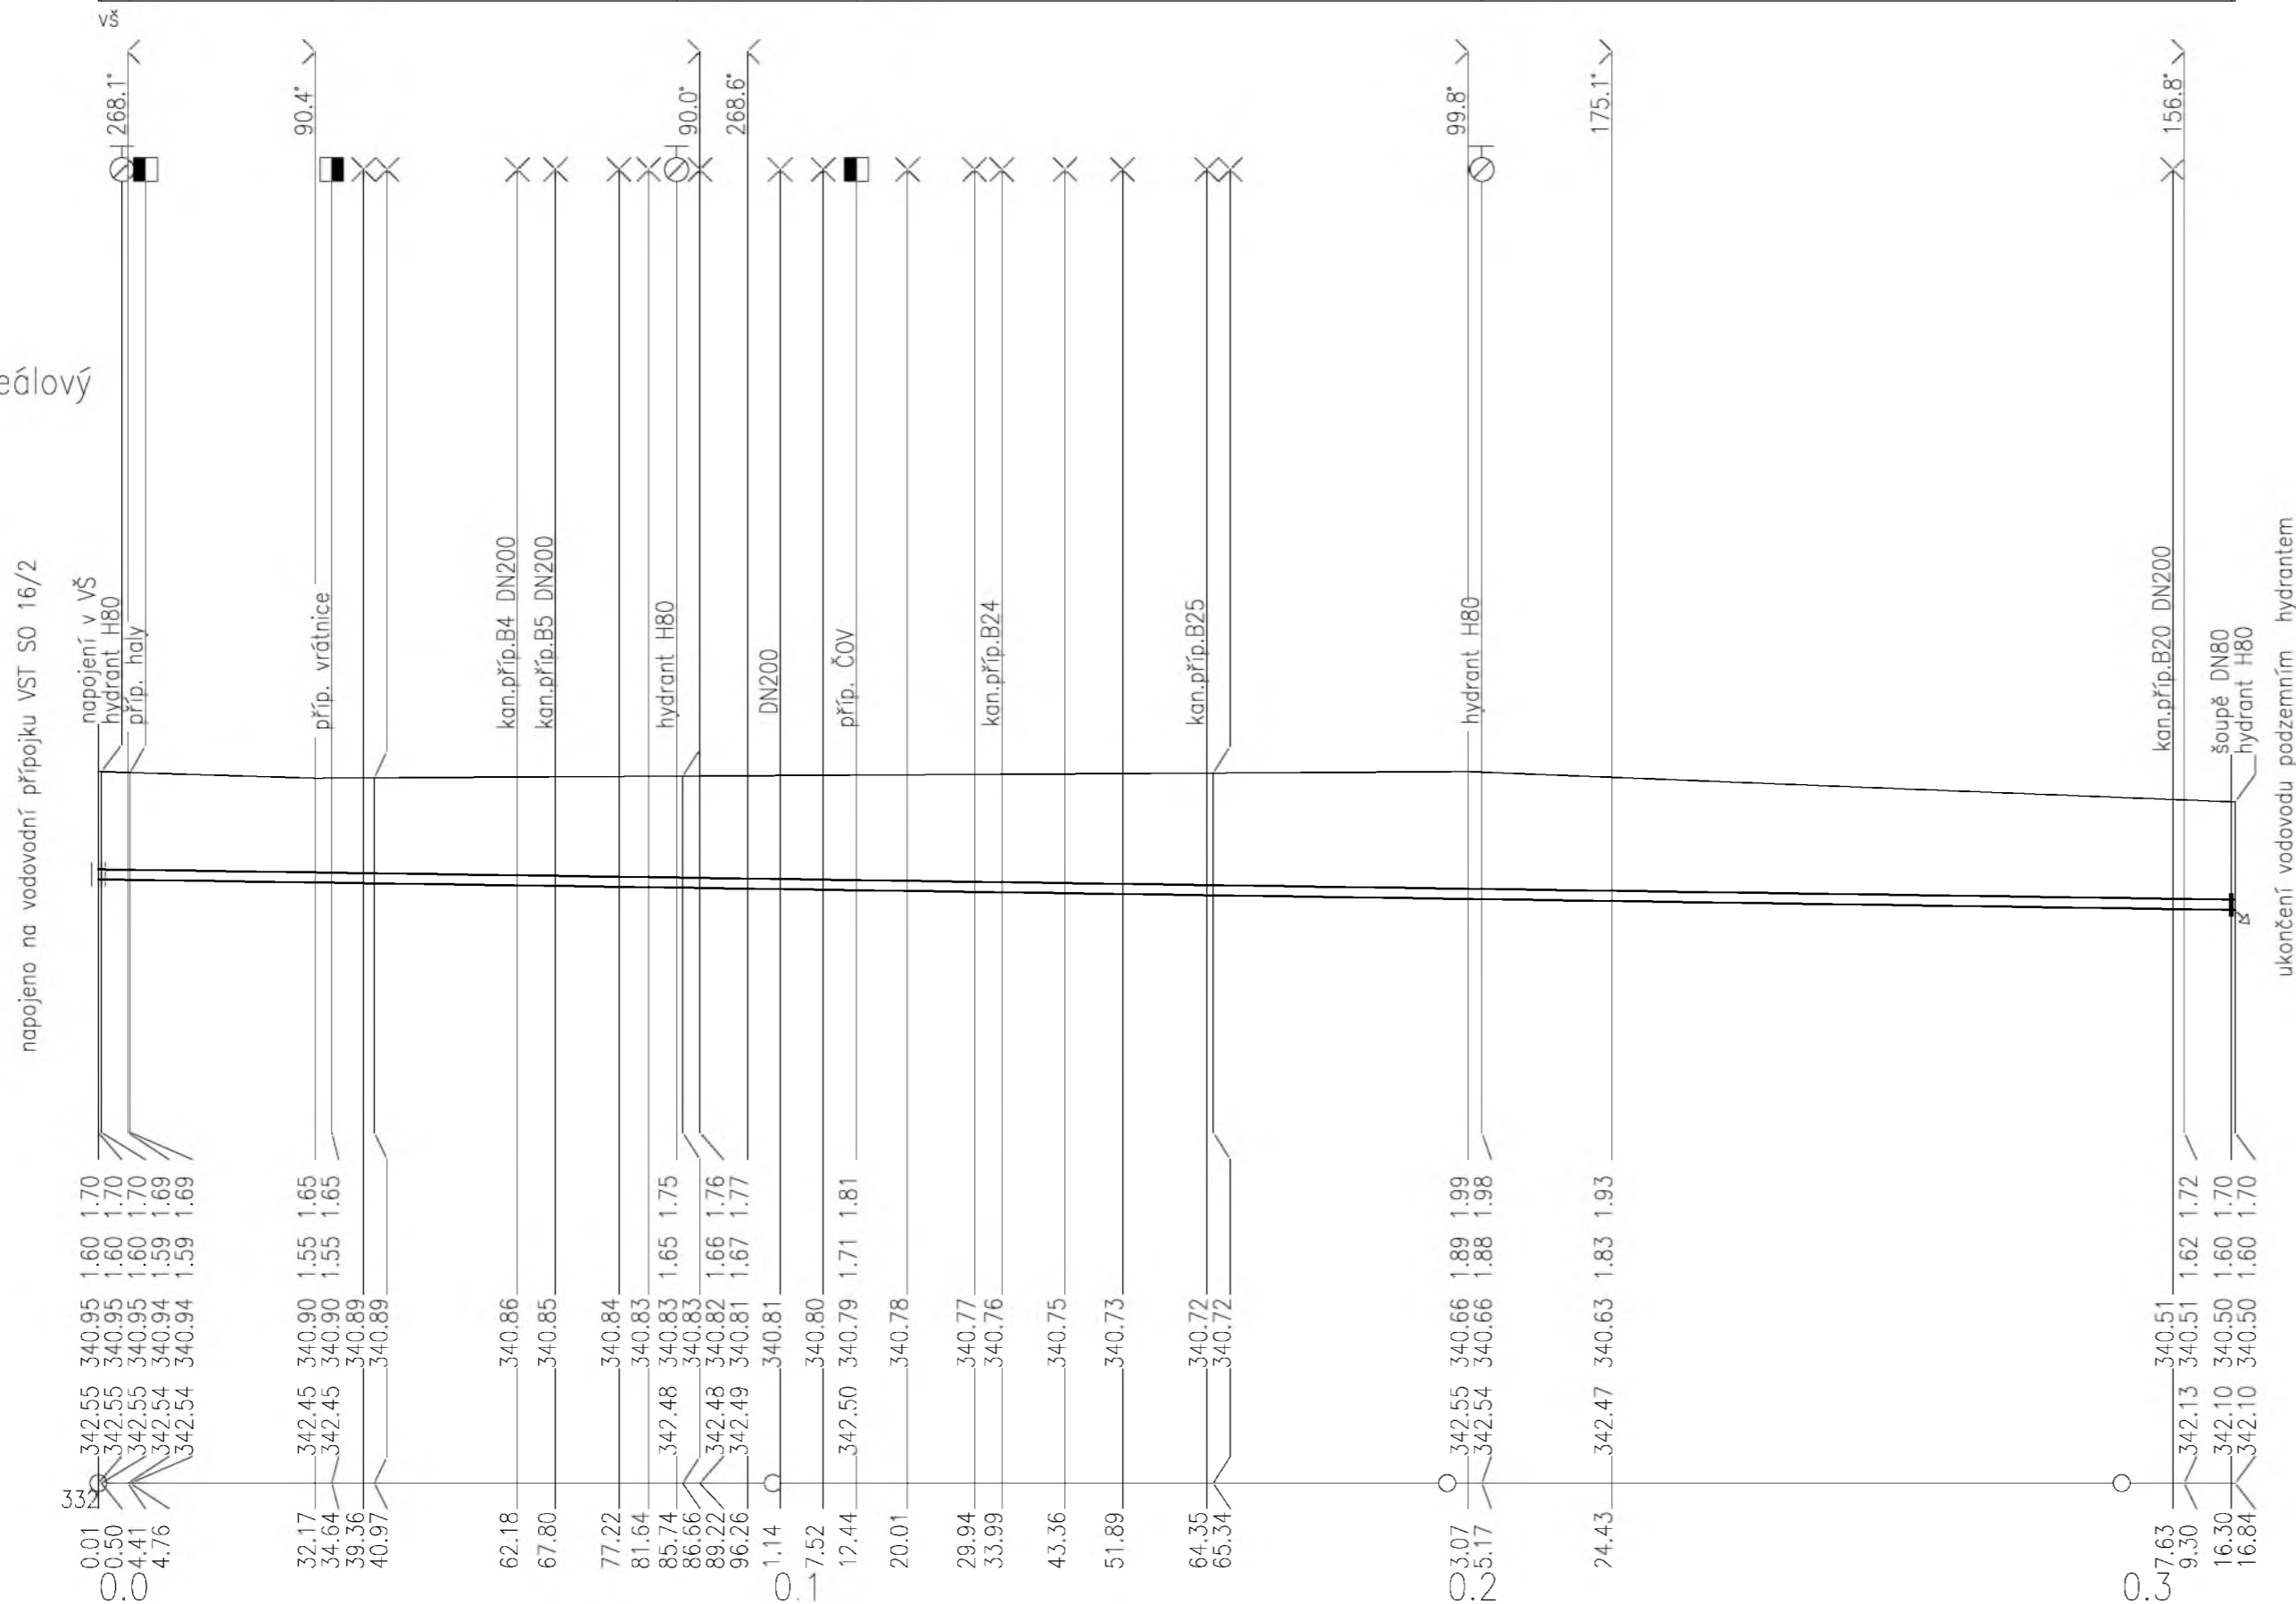 vš
268.1°
90.4°
90.0°
268.6°
99.8°
175.1°
156.8°
eálový
napojeno na vodovodní přípojku VST SO 16/2
napojení v VŠ
hydrant H80
příp. haly
příp. vrátnice
kan.příp.B4 DN200
kan.příp.B5 DN200
hydrant H80
DN200
příp. ČOV
kan.příp.B24
kan.příp.B25
hydrant H80
kan.příp.B20 DN200
šoupě DN80
hydrant H80
ukončení vodovodu podzemním hydrantem
342.55 340.95 1.60 1.70
342.55 340.95 1.60 1.70
342.55 340.95 1.60 1.70
342.54 340.94 1.59 1.69
342.54 340.94 1.59 1.69
342.45 340.90 1.55 1.65
342.45 340.90 1.55 1.65
340.89
340.89
340.86
340.85
340.84
340.83
342.48 340.83 1.65 1.75
340.83
342.48 340.82 1.66 1.76
342.49 340.81 1.67 1.77
340.81
340.80
342.50 340.79 1.71 1.81
340.78
340.77
340.76
340.75
340.73
340.72
340.72
342.55 340.66 1.89 1.99
342.54 340.66 1.88 1.98
342.47 340.63 1.83 1.93
340.51
342.13 340.51 1.62 1.72
342.10 340.50 1.60 1.70
342.10 340.50 1.60 1.70
332
0.01
0.50
4.41
4.76
32.17
34.64
39.36
40.97
62.18
67.80
77.22
81.64
85.74
86.66
89.22
96.26
1.14
7.52
12.44
20.01
29.94
33.99
43.36
51.89
64.35
65.34
3.07
5.17
24.43
7.63
9.30
16.30
16.84
0.0
0.1
0.2
0.3